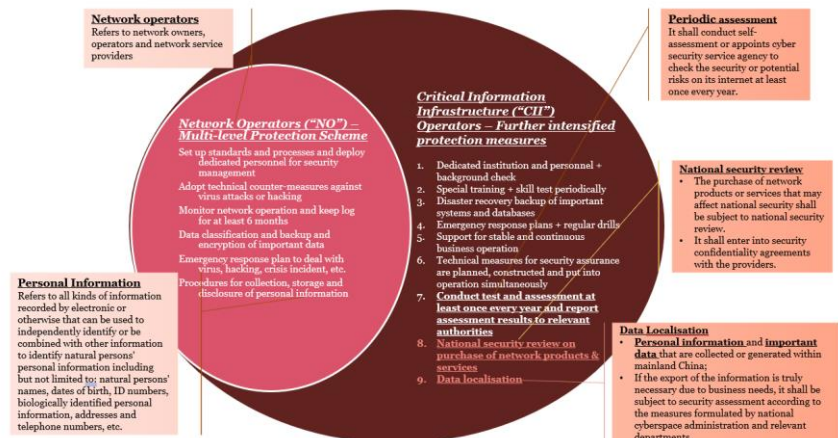 Network operators
Refers to network owners,
operators and network service
providers
Periodic assessment
It shall conduct self-
assessment or appoints cyber
security service agency to
check the security or potential
risks on its internet at least
once every year.
Network Operators ("NO") –
Multi-level Protection Scheme
Set up standards and processes and deploy
dedicated personnel for security
management
Adopt technical counter-measures against
virus attacks or hacking
Monitor network operation and keep log
for at least 6 months
Data classification and backup and
encryption of important data
Emergency response plan to deal with
virus, hacking, crisis incident, etc.
Procedures for collection, storage and
disclosure of personal information
Critical Information
Infrastructure ("CII")
Operators – Further intensified
protection measures
1. Dedicated institution and personnel +
background check
2. Special training + skill test periodically
3. Disaster recovery backup of important
systems and databases
4. Emergency response plans + regular drills
5. Support for stable and continuous
business operation
6. Technical measures for security assurance
are planned, constructed and put into
operation simultaneously
7. Conduct test and assessment at
least once every year and report
assessment results to relevant
authorities
8. National security review on
purchase of network products &
services
9. Data localisation
National security review
• The purchase of network
products or services that may
affect national security shall
be subject to national security
review.
• It shall enter into security
confidentiality agreements
with the providers.
Personal Information
Refers to all kinds of information
recorded by electronic or
otherwise that can be used to
independently identify or be
combined with other information
to identify natural persons'
personal information including
but not limited to: natural persons'
names, dates of birth, ID numbers,
biologically identified personal
information, addresses and
telephone numbers, etc.
Data Localisation
• Personal information and important
data that are collected or generated within
mainland China;
• If the export of the information is truly
necessary due to business needs, it shall be
subject to security assessment according to
the measures formulated by national
cyberspace administration and relevant
departments